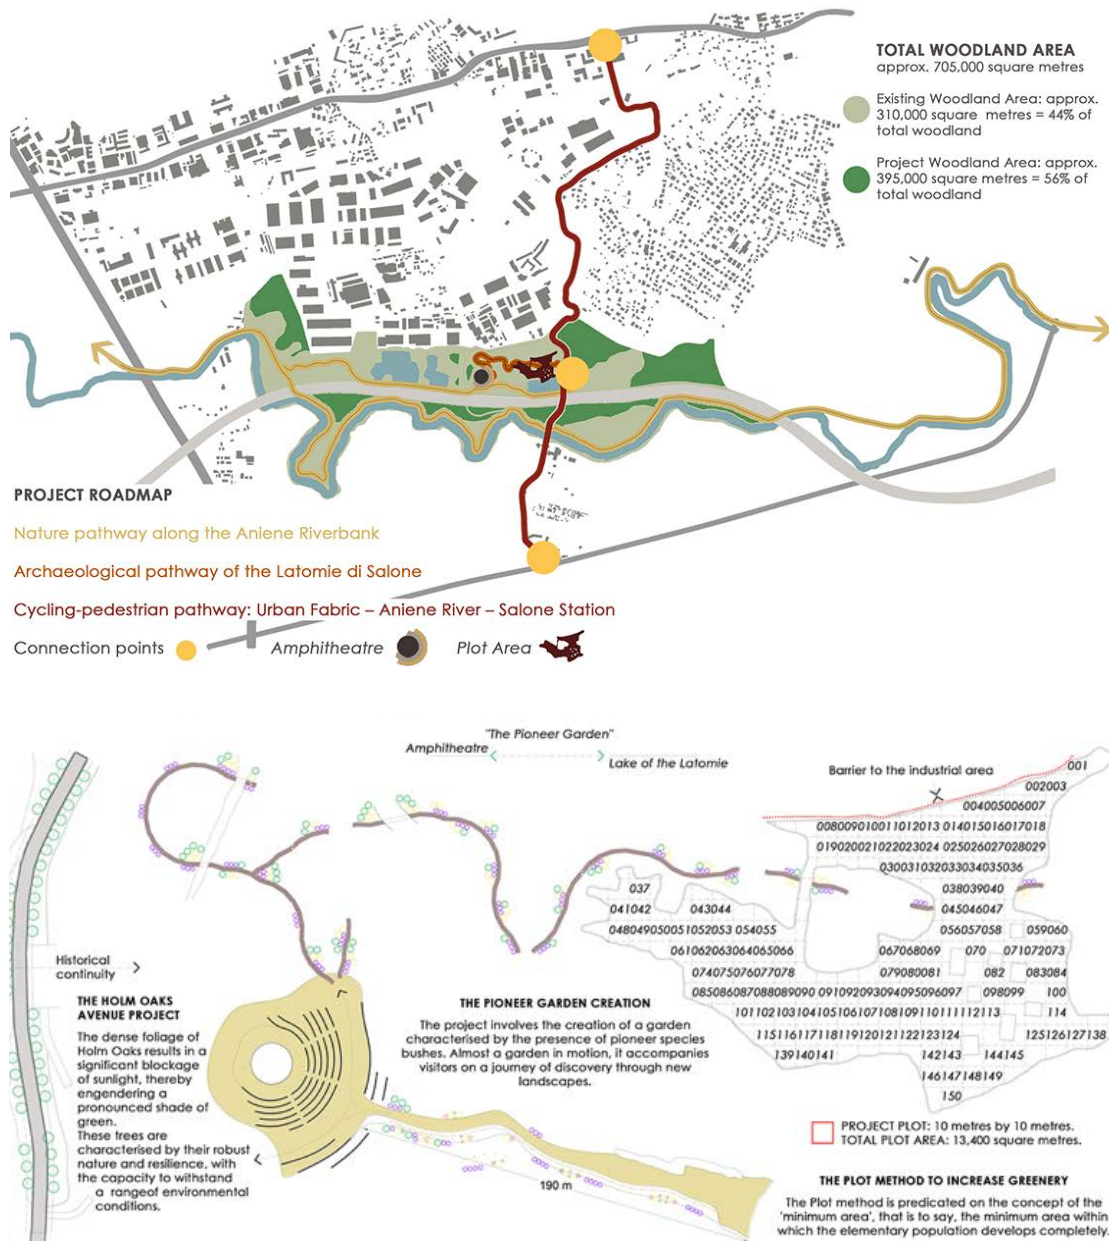 TOTAL WOODLAND AREA
approx. 705,000 square metres
Existing Woodland Area: approx.
310,000 square metres = 44% of
total woodland
Project Woodland Area: approx.
395,000 square metres = 56% of
total woodland
PROJECT ROADMAP
Nature pathway along the Aniene Riverbank
Archaeological pathway of the Latomie di Salone
Cycling-pedestrian pathway: Urban Fabric – Aniene River – Salone Station
Connection points
Amphitheatre
Plot Area
"The Pioneer Garden"
Amphitheatre
Lake of the Latomie
Barrier to the industrial area
001
002003
004005006007
008009010011012013 014015016017018
019020021022023024 025026027028029
030031032033034035036
037
038039040
041042
043044
045046047
048049050051052053 054055
056057058
059060
061062063064065066
067068069
070
071072073
074075076077078
079080081
082
083084
085086087088089090 091092093094095096097
098099
100
101102103104105106107108109110111112113
114
115116117118119120121122123124
125126127138
139140141
142143
144145
146147148149
150
Historical
continuity
THE HOLM OAKS
AVENUE PROJECT
The dense foliage of
Holm Oaks results in a
significant blockage
of sunlight, thereby
engendering a
pronounced shade of
green.
These trees are
characterised by their robust
nature and resilience, with
the capacity to withstand
a rangeof environmental
conditions.
THE PIONEER GARDEN CREATION
The project involves the creation of a garden
characterised by the presence of pioneer species
bushes. Almost a garden in motion, it accompanies
visitors on a journey of discovery through new
landscapes.
190 m
PROJECT PLOT: 10 metres by 10 metres.
TOTAL PLOT AREA: 13,400 square metres.
THE PLOT METHOD TO INCREASE GREENERY
The Plot method is predicated on the concept of the
'minimum area', that is to say, the minimum area within
which the elementary population develops completely.